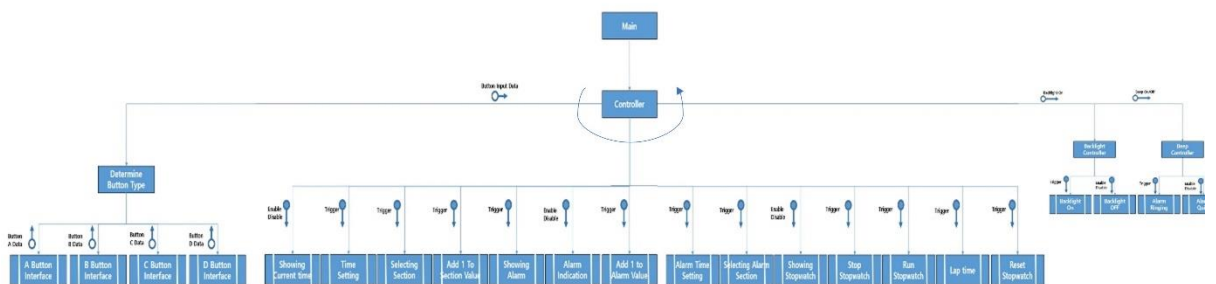 Main
Button Input Data
Controller
Backlight
Beep On/Off
Determine
Button Type
Backlight
Controller
Beep
Controller
Enable
Disable
Trigger
Trigger
Trigger
Trigger
Enable
Disable
Trigger
Trigger
Trigger
Enable
Disable
Trigger
Trigger
Trigger
Trigger
Trigger
Enable
Disable
Trigger
Enable
Disable
Button
A Data
Button
B Data
Button
C Data
Button
D Data
Backlight
On
Backlight
OFF
Alarm
Ringing
A Button
Interface
B Button
Interface
C Button
Interface
D Button
Interface
Showing
Current time
Time
Setting
Selecting
Section
Add 1 To
Section Value
Showing
Alarm
Alarm
Indication
Add 1 to
Alarm Value
Alarm Time
Setting
Selecting Alarm
Section
Showing
Stopwatch
Stop
Stopwatch
Run
Stopwatch
Lap time
Reset
Stopwatch